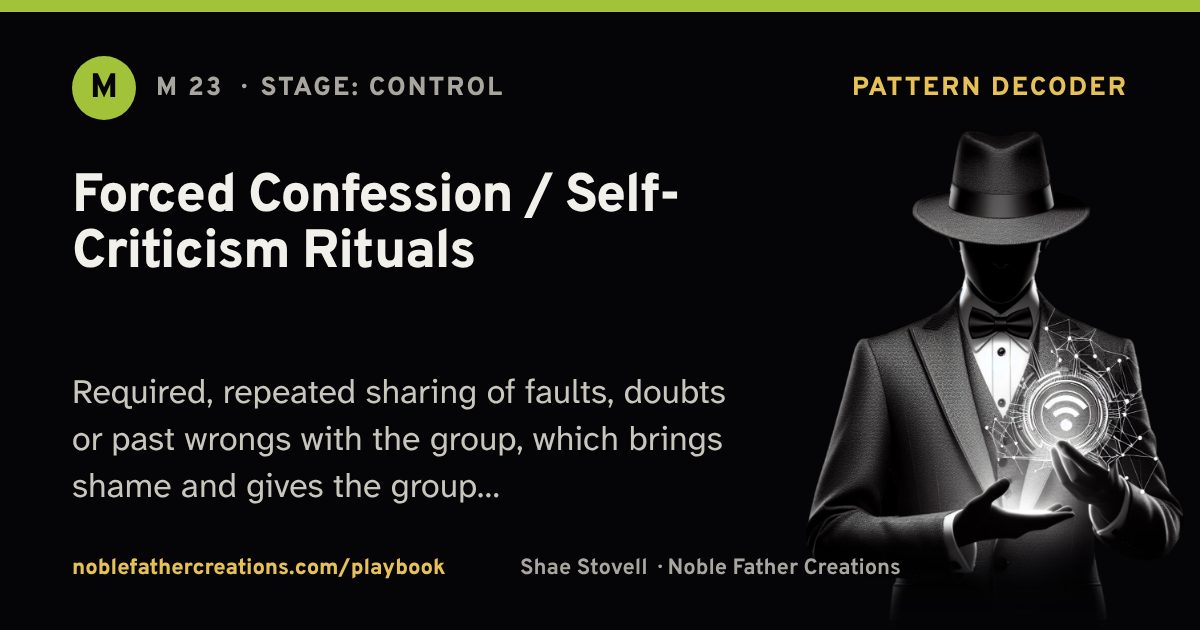 M
M 23 · STAGE: CONTROL
PATTERN DECODER
Forced Confession / Self-
Criticism Rituals
Required, repeated sharing of faults, doubts
or past wrongs with the group, which brings
shame and gives the group...
noblefathercreations.com/playbook
Shae Stovell · Noble Father Creations